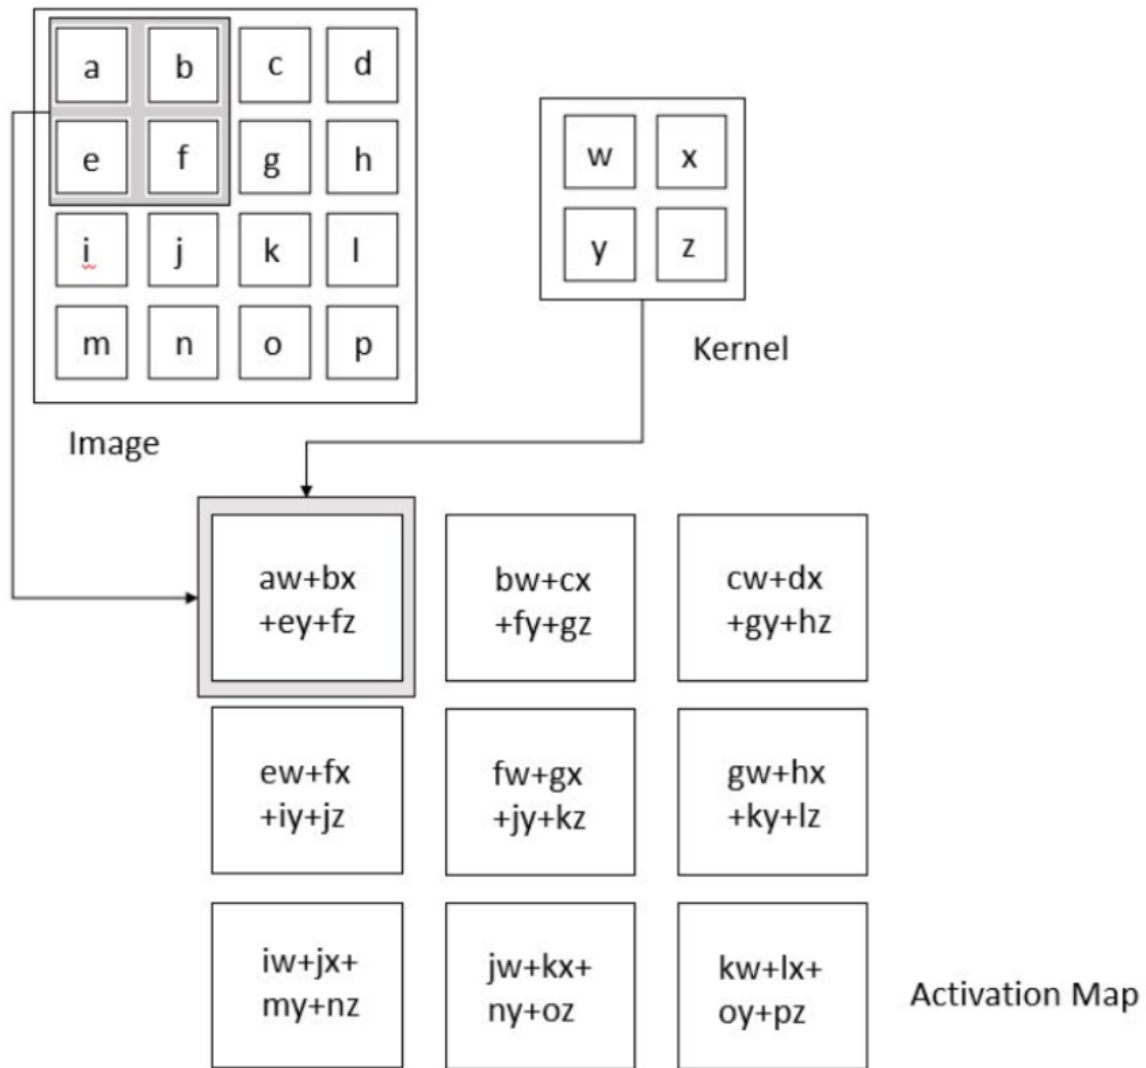 a b c d
e f g h
i j k l
m n o p
Image
w x
y z
Kernel
aw+bx
+ey+fz
bw+cx
+fy+gz
cw+dx
+gy+hz
ew+fx
+iy+jz
fw+gx
+jy+kz
gw+hx
+ky+lz
iw+jx+
my+nz
jw+kx+
ny+oz
kw+lx+
oy+pz
Activation Map